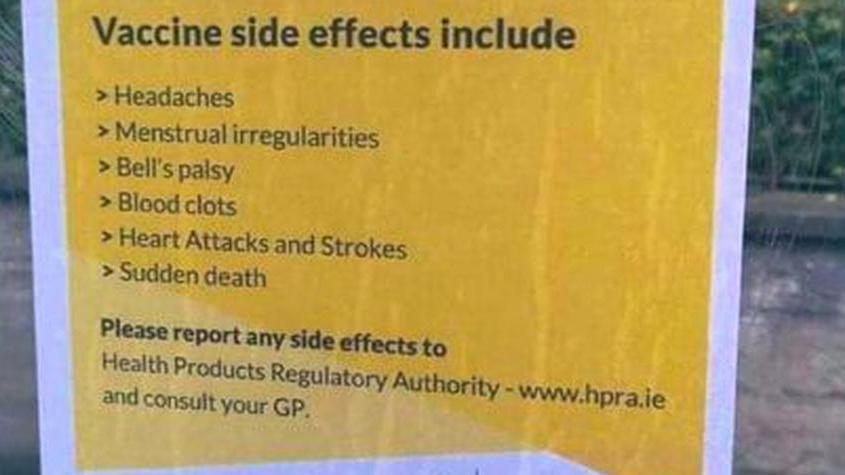 Vaccine side effects include
> Headaches
> Menstrual irregularities
> Bell's palsy
> Blood clots
> Heart Attacks and Strokes
> Sudden death
Please report any side effects to
Health Products Regulatory Authority - www.hpra.ie
and consult your GP.